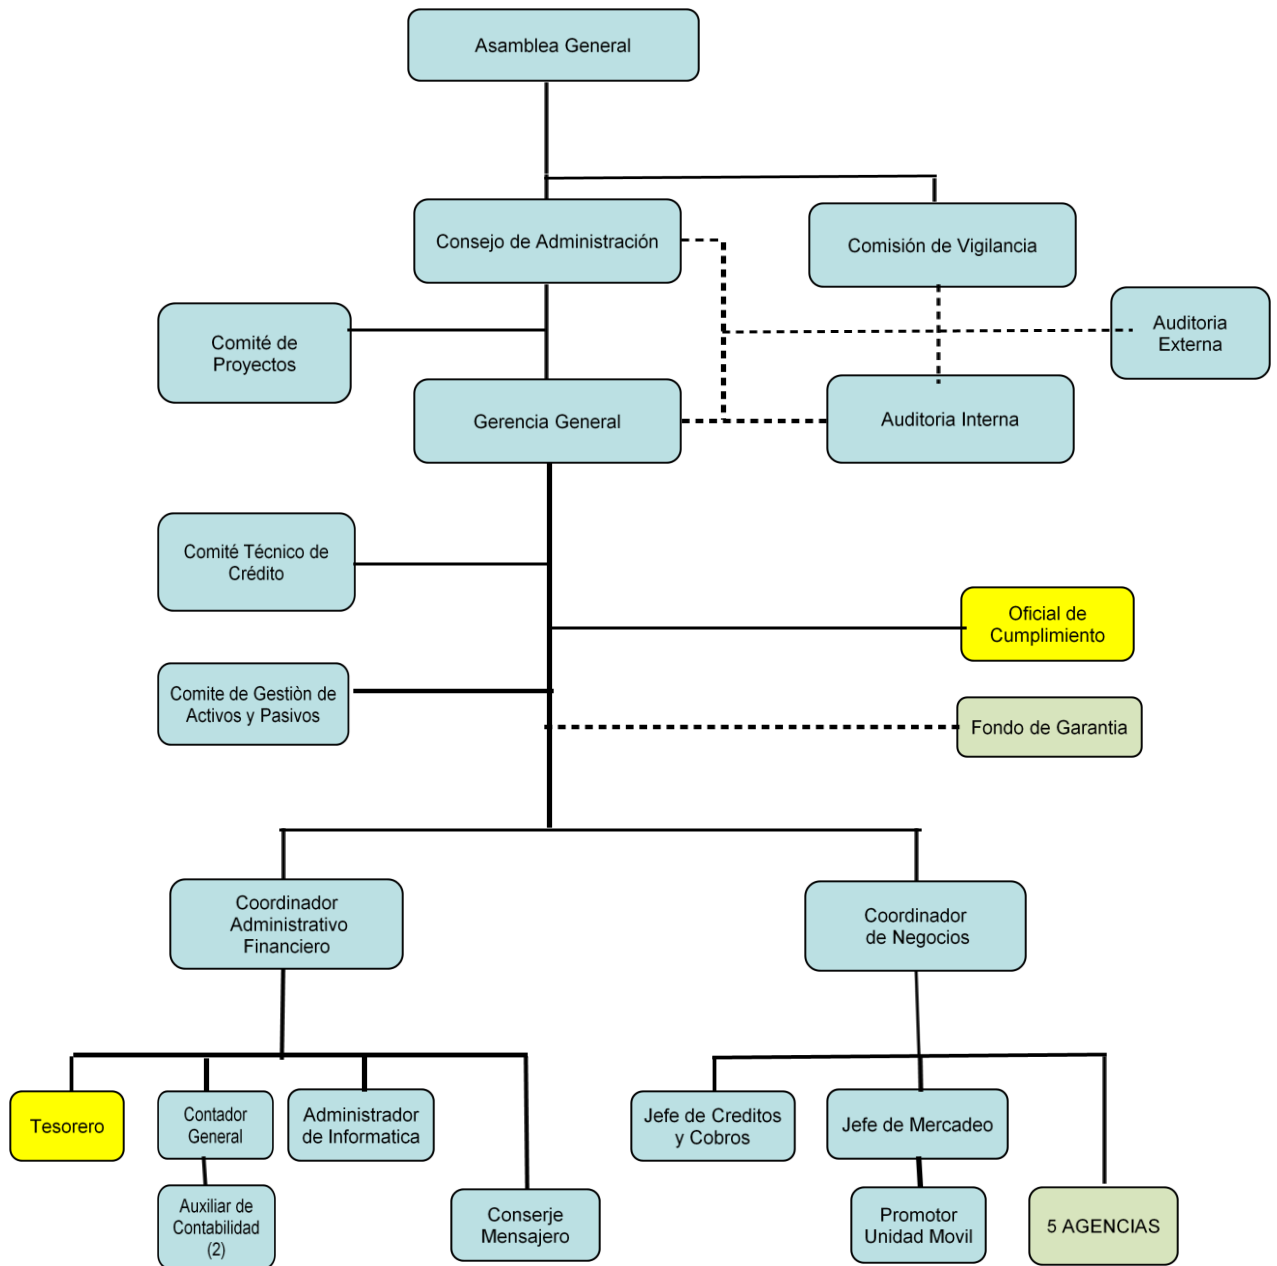 Asamblea General
Consejo de Administración
Comisión de Vigilancia
Auditoria
Externa
Comité de
Proyectos
Gerencia General
Auditoria Interna
Comité Técnico de
Crédito
Oficial de
Cumplimiento
Comite de Gestiòn de
Activos y Pasivos
Fondo de Garantia
Coordinador
Administrativo
Financiero
Coordinador
de Negocios
Tesorero
Contador
General
Administrador
de Informatica
Jefe de Creditos
y Cobros
Jefe de Mercadeo
Auxiliar de
Contabilidad
(2)
Conserje
Mensajero
Promotor
Unidad Movil
5 AGENCIAS